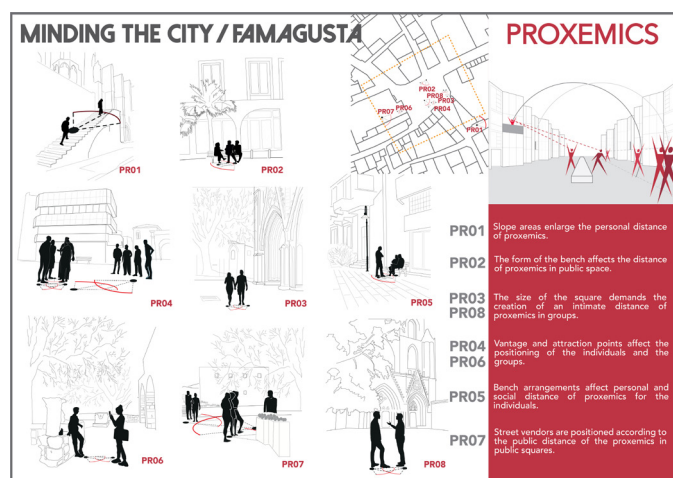 MINDING THE CITY / FAMAGUSTA
PROXEMICS
PR01
PR02
PR02
PR08
PR03
PR04
PR06
PR07
PR01
PR04
PR03
PR05
PR06
PR07
PR08
PR01
Slope areas enlarge the personal distance
of proxemics.
PR02
The form of the bench affects the distance
of proxemics in public space.
PR03
PR08
The size of the square demands the
creation of an intimate distance of
proxemics in groups.
PR04
PR06
Vantage and attraction points affect the
positioning of the individuals and the
groups.
PR05
Bench arrangements affect personal and
social distance of proxemics for the
individuals.
PR07
Street vendors are positioned according to
the public distance of the proxemics in
public squares.